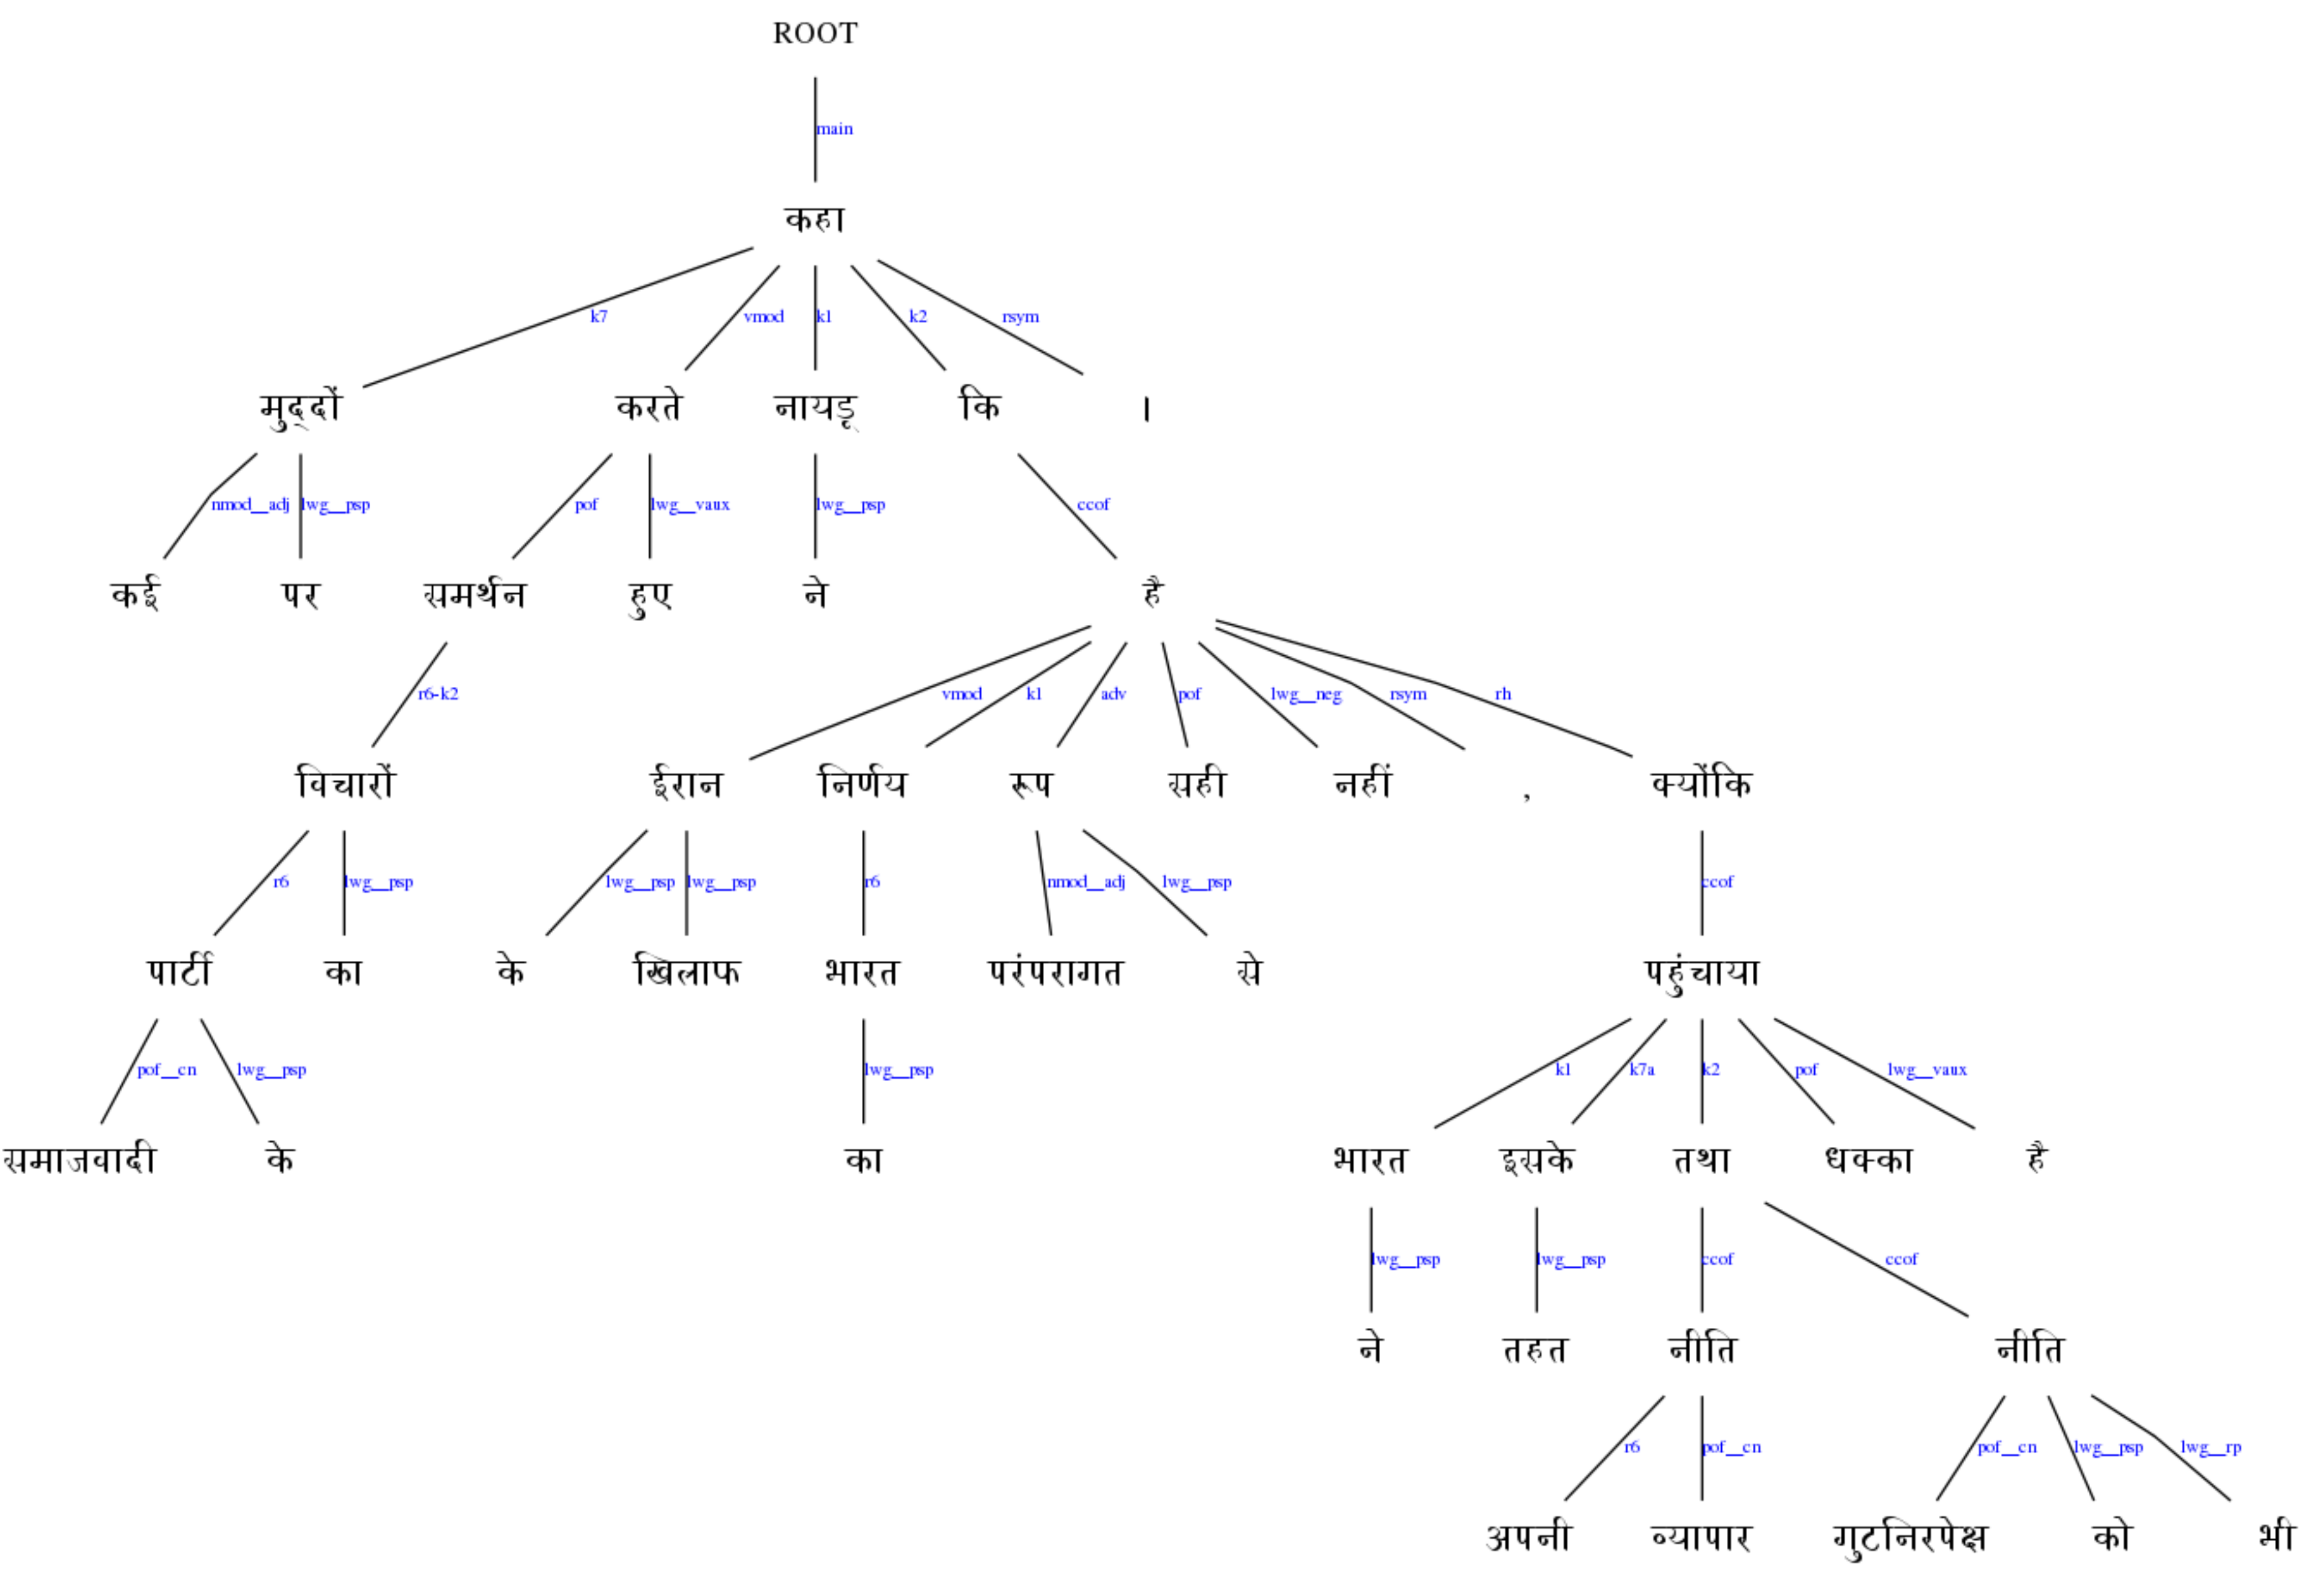 ROOT
main
कहा
k7 vmod k1 k2 rsym
मुद्‌दों करते नायडू कि ।
nmod__adj lwg__psp pof lwg__vaux lwg__psp ccof
कई पर समर्थन हुए ने है
r6-k2 vmod k1 adv pof lwg__neg rsym rh
विचारों ईरान निर्णय रूप सही नहीं , क्योंकि
r6 lwg__psp lwg__psp lwg__psp r6 nmod__adj lwg__psp ccof
पार्टी का के खिलाफ भारत परंपरागत से पहुंचाया
pof__cn lwg__psp lwg__psp k1 k7a k2 pof lwg__vaux
समाजवादी के का भारत इसके तथा धक्का है
lwg__psp lwg__psp ccof ccof
ने तहत नीति नीति
r6 pof__cn pof__cn lwg__psp lwg__rp
अपनी व्यापार गुटनिरपेक्ष को भी